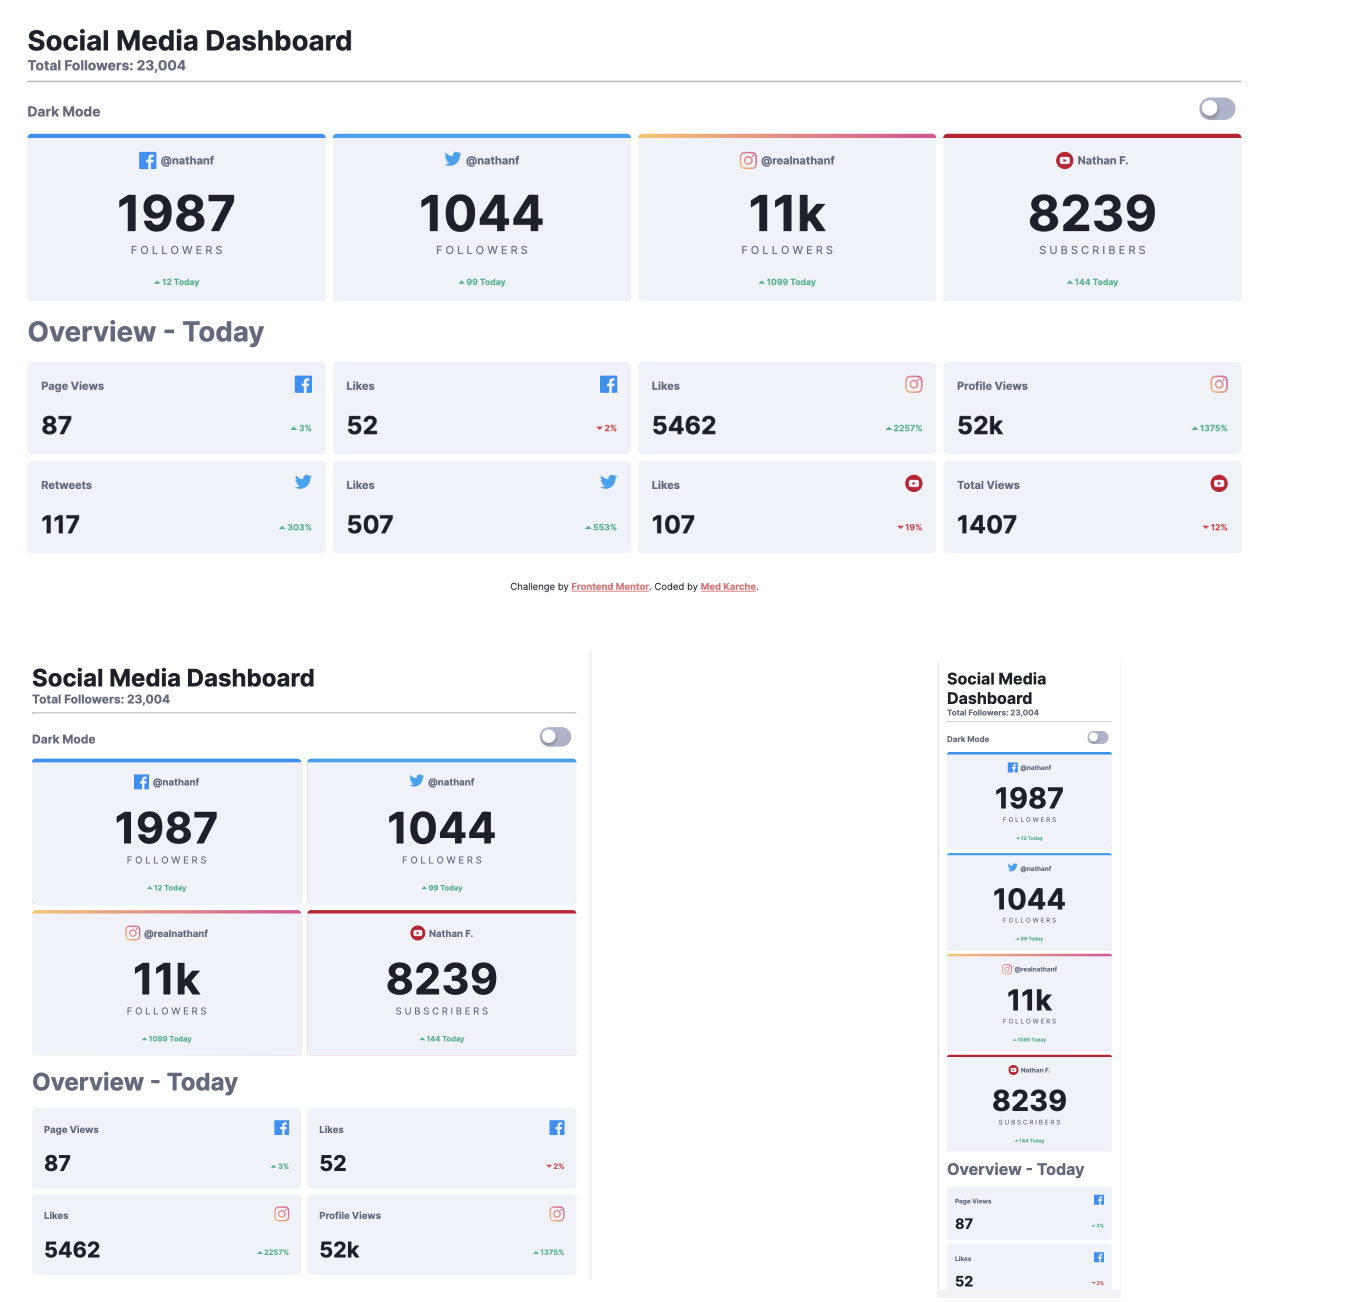 Social Media Dashboard
Total Followers: 23,004
Dark Mode
@nathanf
1987
FOLLOWERS
12 Today
@nathanf
1044
FOLLOWERS
99 Today
@realnathanf
11k
FOLLOWERS
1099 Today
Nathan F.
8239
SUBSCRIBERS
144 Today
Overview - Today
Page Views
87
3%
Likes
52
2%
Likes
5462
2257%
Profile Views
52k
1375%
Retweets
117
303%
Likes
507
553%
Likes
107
19%
Total Views
1407
12%
Challenge by Frontend Mentor. Coded by Med Karche.
Social Media Dashboard
Total Followers: 23,004
Dark Mode
@nathanf
1987
FOLLOWERS
12 Today
@nathanf
1044
FOLLOWERS
99 Today
@realnathanf
11k
FOLLOWERS
1099 Today
Nathan F.
8239
SUBSCRIBERS
144 Today
Overview - Today
Page Views
87
3%
Likes
52
2%
Likes
5462
2257%
Profile Views
52k
1375%
Social Media
Dashboard
Total Followers: 23,004
Dark Mode
@nathanf
1987
FOLLOWERS
12 Today
@nathanf
1044
FOLLOWERS
99 Today
@realnathanf
11k
FOLLOWERS
1099 Today
Nathan F.
8239
SUBSCRIBERS
144 Today
Overview - Today
Page Views
87
3%
Likes
52
2%